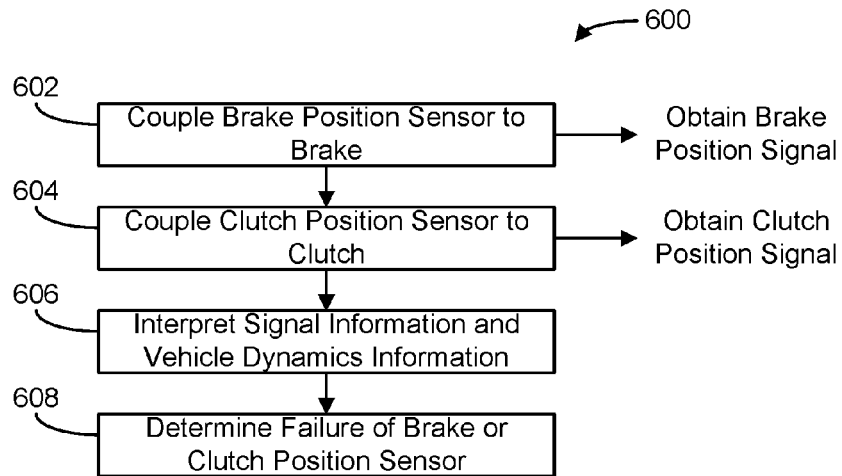 600
602
Couple Brake Position Sensor to
Brake
Obtain Brake
Position Signal
604
Couple Clutch Position Sensor to
Clutch
Obtain Clutch
Position Signal
606
Interpret Signal Information and
Vehicle Dynamics Information
608
Determine Failure of Brake or
Clutch Position Sensor